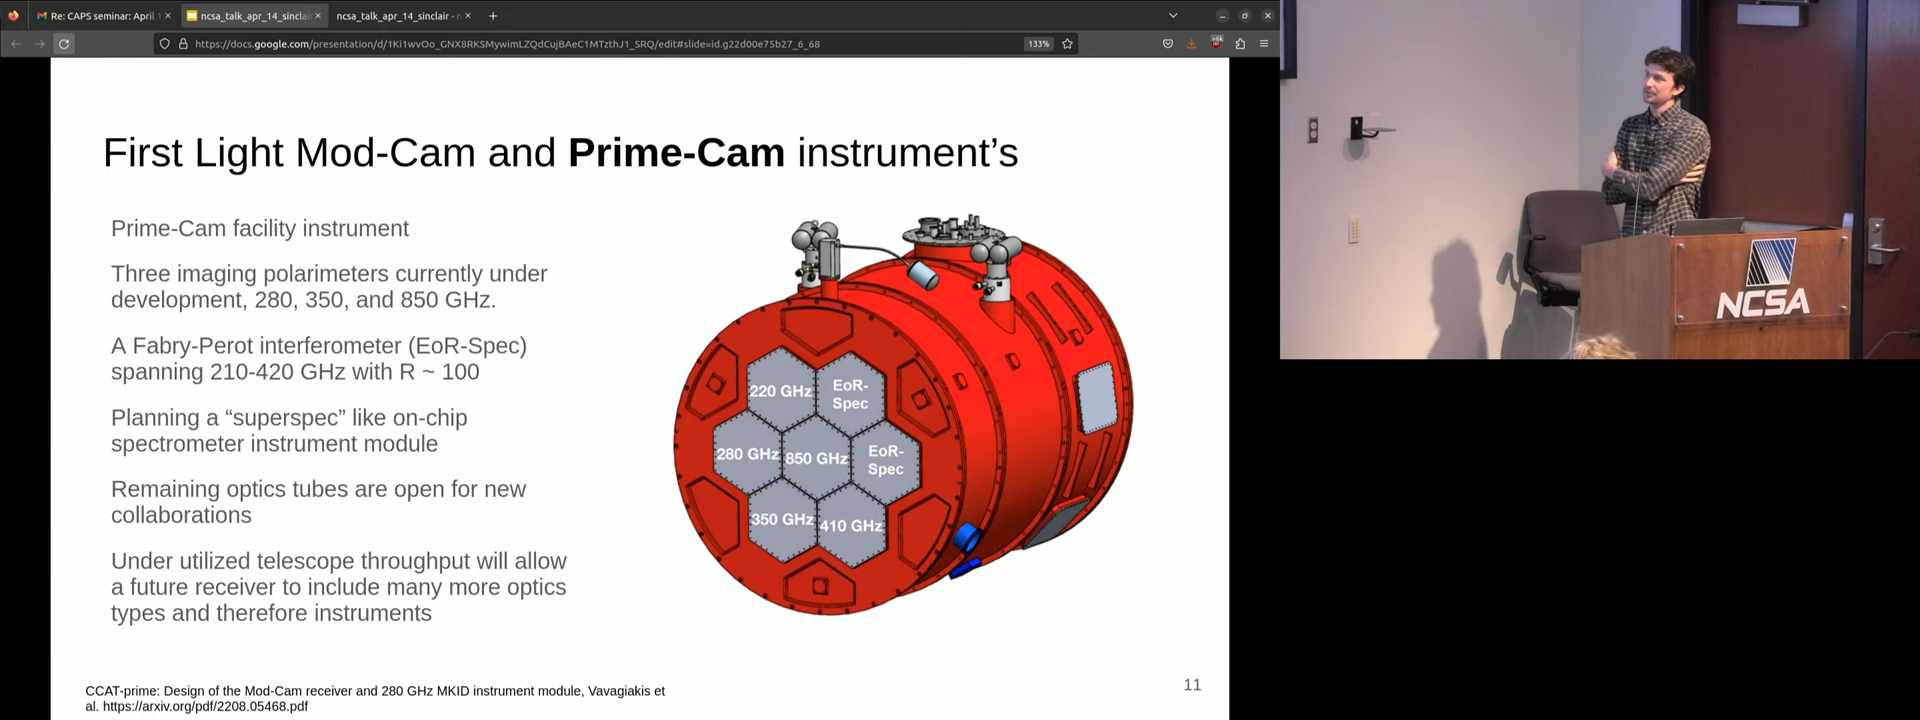 Re: CAPS seminar: April 1
ncsa_talk_apr_14_sinclair
ncsa_talk_apr_14_sinclair - n
https://docs.google.com/presentation/d/1Ki1wvOo_GNX8RKSMywimLZQdCujBAeC1MTzthJ1_SRQ/edit#slide=id.g22d00e75b27_6_68
133%
First Light Mod-Cam and Prime-Cam instrument's
Prime-Cam facility instrument
Three imaging polarimeters currently under
development, 280, 350, and 850 GHz.
A Fabry-Perot interferometer (EoR-Spec)
spanning 210-420 GHz with R ~ 100
Planning a “superspec” like on-chip
spectrometer instrument module
Remaining optics tubes are open for new
collaborations
Under utilized telescope throughput will allow
a future receiver to include many more optics
types and therefore instruments
220 GHz
EoR-
Spec
280 GHz
850 GHz
EoR-
Spec
350 GHz
410 GHz
CCAT-prime: Design of the Mod-Cam receiver and 280 GHz MKID instrument module, Vavagiakis et
al. https://arxiv.org/pdf/2208.05468.pdf
11
NCSA